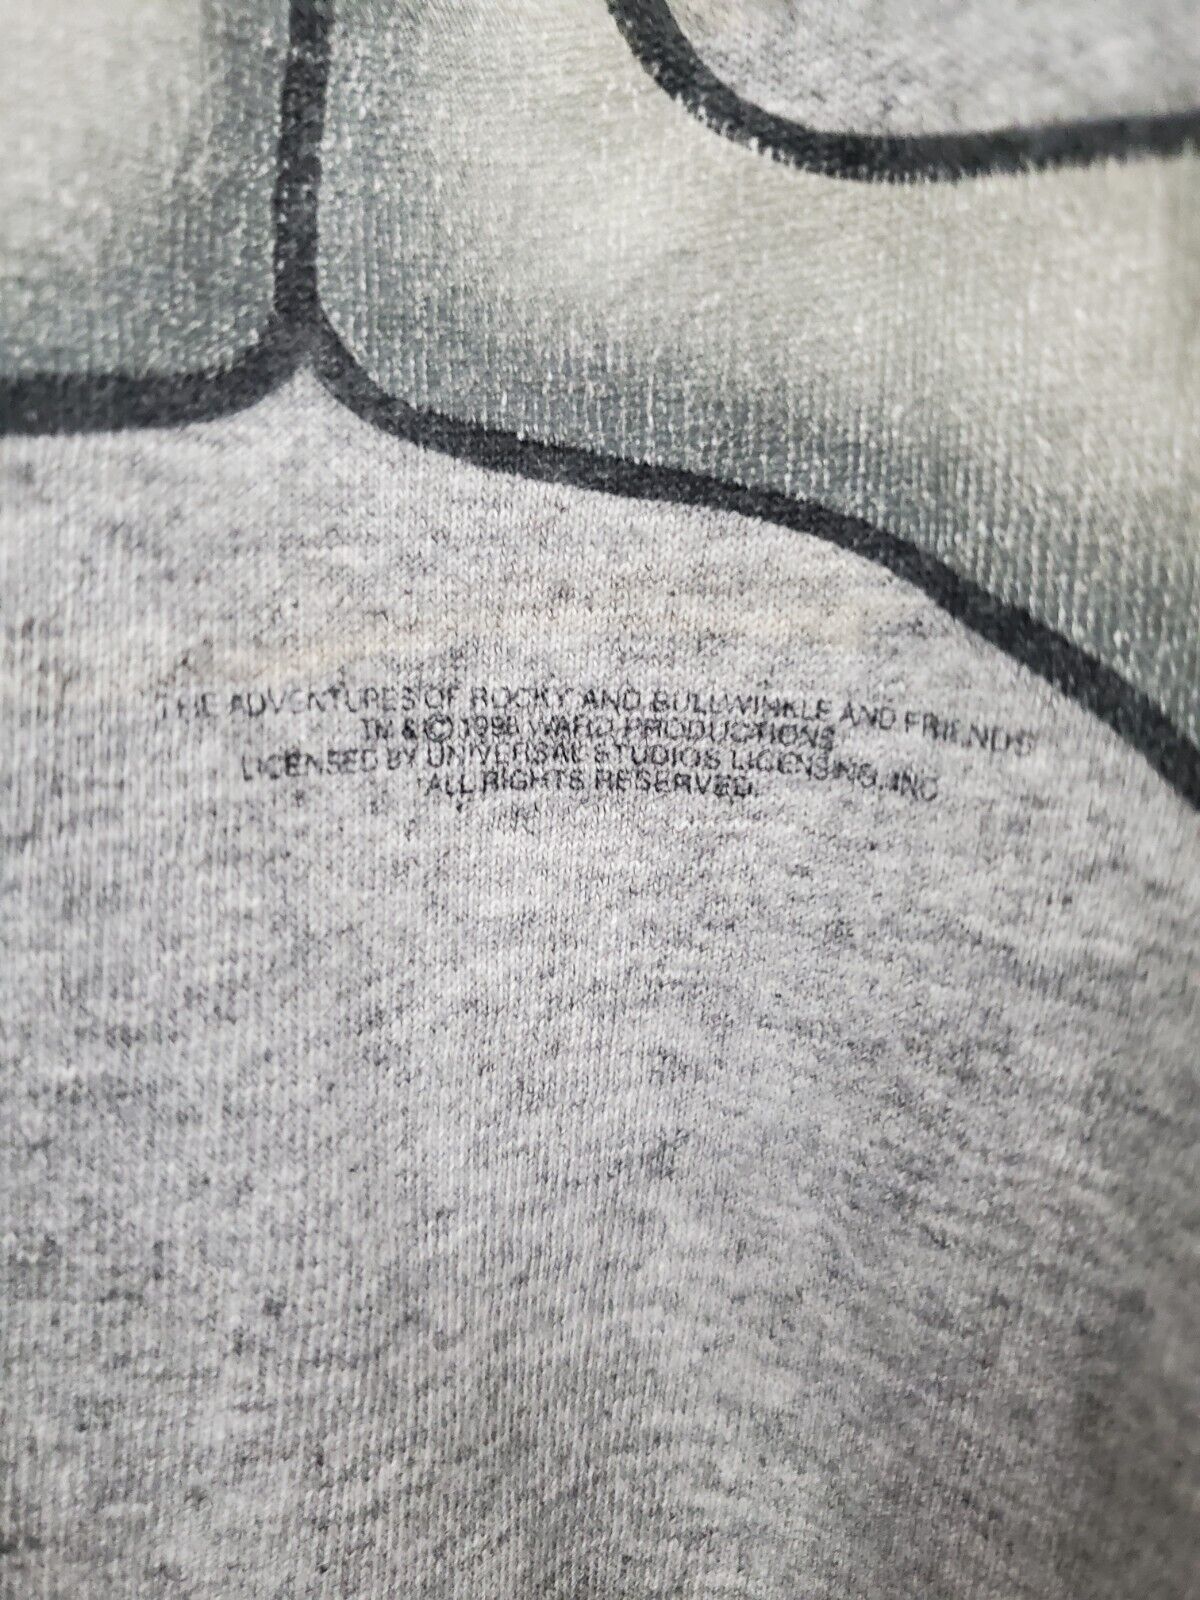 THE ADVENTURES OF ROCKY AND BULLWINKLE AND FRIENDS
TM & © 1998 WARD PRODUCTIONS
LICENSED BY UNIVERSAL STUDIOS LICENSING, INC
ALL RIGHTS RESERVED.